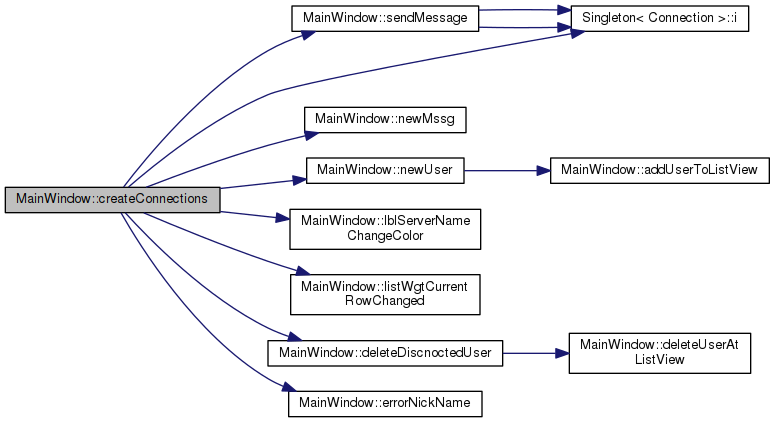 MainWindow::sendMessage
Singleton< Connection >::i
MainWindow::newMssg
MainWindow::newUser
MainWindow::addUserToListView
MainWindow::createConnections
MainWindow::lblServerName
ChangeColor
MainWindow::listWgtCurrent
RowChanged
MainWindow::deleteDiscnoctedUser
MainWindow::deleteUserAt
ListView
MainWindow::errorNickName